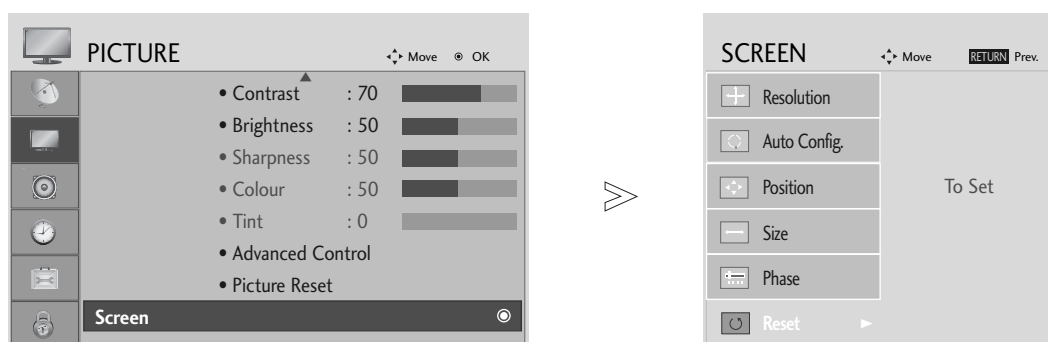 PICTURE
Move OK
• Contrast : 70
• Brightness : 50
• Sharpness : 50
• Colour : 50
• Tint : 0
• Advanced Control
• Picture Reset
Screen
SCREEN
Move RETURN Prev.
Resolution
Auto Config.
Position
Size
Phase
Reset
To Set